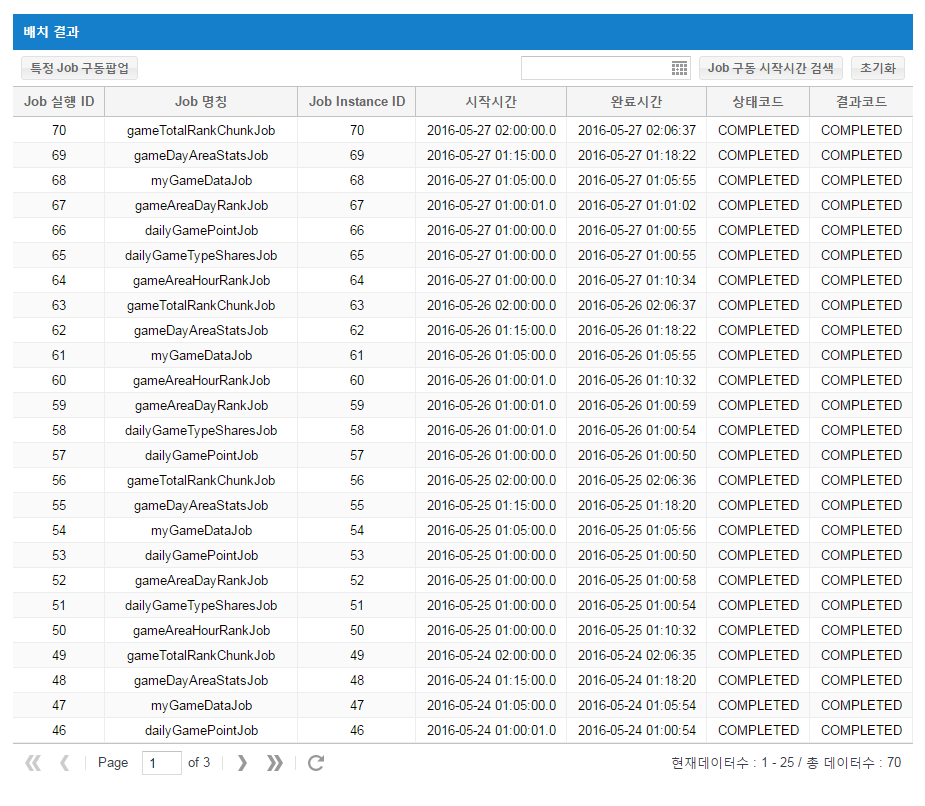 배치 결과
특정 Job 구동팝업 Job 구동 시작시간 검색 초기화
Job 실행 ID Job 명칭 Job Instance ID 시작시간 완료시간 상태코드 결과코드
70 gameTotalRankChunkJob 70 2016-05-27 02:00:00.0 2016-05-27 02:06:37 COMPLETED COMPLETED
69 gameDayAreaStatsJob 69 2016-05-27 01:15:00.0 2016-05-27 01:18:22 COMPLETED COMPLETED
68 myGameDataJob 68 2016-05-27 01:05:00.0 2016-05-27 01:05:55 COMPLETED COMPLETED
67 gameAreaDayRankJob 67 2016-05-27 01:00:01.0 2016-05-27 01:01:02 COMPLETED COMPLETED
66 dailyGamePointJob 66 2016-05-27 01:00:00.0 2016-05-27 01:00:55 COMPLETED COMPLETED
65 dailyGameTypeSharesJob 65 2016-05-27 01:00:00.0 2016-05-27 01:00:55 COMPLETED COMPLETED
64 gameAreaHourRankJob 64 2016-05-27 01:00:00.0 2016-05-27 01:10:34 COMPLETED COMPLETED
63 gameTotalRankChunkJob 63 2016-05-26 02:00:00.0 2016-05-26 02:06:37 COMPLETED COMPLETED
62 gameDayAreaStatsJob 62 2016-05-26 01:15:00.0 2016-05-26 01:18:22 COMPLETED COMPLETED
61 myGameDataJob 61 2016-05-26 01:05:00.0 2016-05-26 01:05:55 COMPLETED COMPLETED
60 gameAreaHourRankJob 60 2016-05-26 01:00:01.0 2016-05-26 01:10:32 COMPLETED COMPLETED
59 gameAreaDayRankJob 59 2016-05-26 01:00:01.0 2016-05-26 01:00:59 COMPLETED COMPLETED
58 dailyGameTypeSharesJob 58 2016-05-26 01:00:01.0 2016-05-26 01:00:54 COMPLETED COMPLETED
57 dailyGamePointJob 57 2016-05-26 01:00:00.0 2016-05-26 01:00:50 COMPLETED COMPLETED
56 gameTotalRankChunkJob 56 2016-05-25 02:00:00.0 2016-05-25 02:06:36 COMPLETED COMPLETED
55 gameDayAreaStatsJob 55 2016-05-25 01:15:00.0 2016-05-25 01:18:20 COMPLETED COMPLETED
54 myGameDataJob 54 2016-05-25 01:05:00.0 2016-05-25 01:05:56 COMPLETED COMPLETED
53 dailyGamePointJob 53 2016-05-25 01:00:00.0 2016-05-25 01:00:50 COMPLETED COMPLETED
52 gameAreaDayRankJob 52 2016-05-25 01:00:00.0 2016-05-25 01:00:58 COMPLETED COMPLETED
51 dailyGameTypeSharesJob 51 2016-05-25 01:00:00.0 2016-05-25 01:00:54 COMPLETED COMPLETED
50 gameAreaHourRankJob 50 2016-05-25 01:00:00.0 2016-05-25 01:10:32 COMPLETED COMPLETED
49 gameTotalRankChunkJob 49 2016-05-24 02:00:00.0 2016-05-24 02:06:35 COMPLETED COMPLETED
48 gameDayAreaStatsJob 48 2016-05-24 01:15:00.0 2016-05-24 01:18:20 COMPLETED COMPLETED
47 myGameDataJob 47 2016-05-24 01:05:00.0 2016-05-24 01:05:54 COMPLETED COMPLETED
46 dailyGamePointJob 46 2016-05-24 01:00:01.0 2016-05-24 01:00:54 COMPLETED COMPLETED
Page 1 of 3 현재데이터수 : 1 - 25 / 총 데이터수 : 70